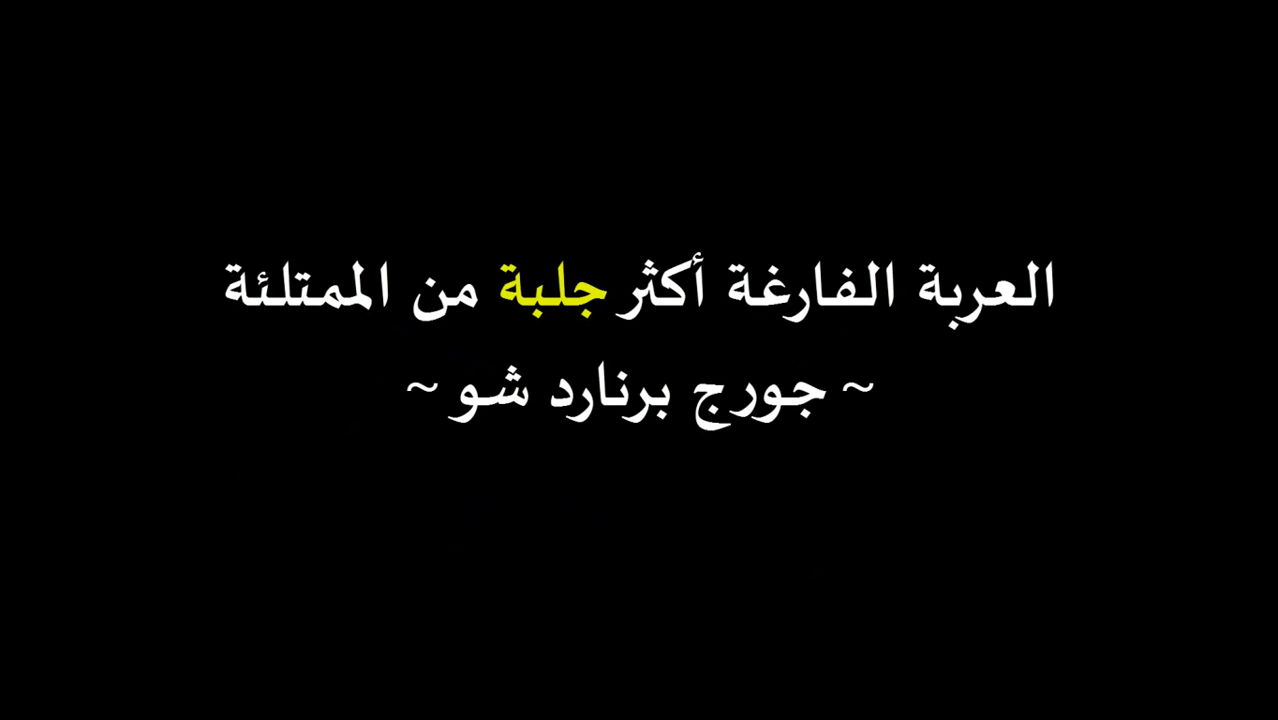 العربة الفارغة أكثر جلبة من الممتلئة
~ جورج برنارد شو ~